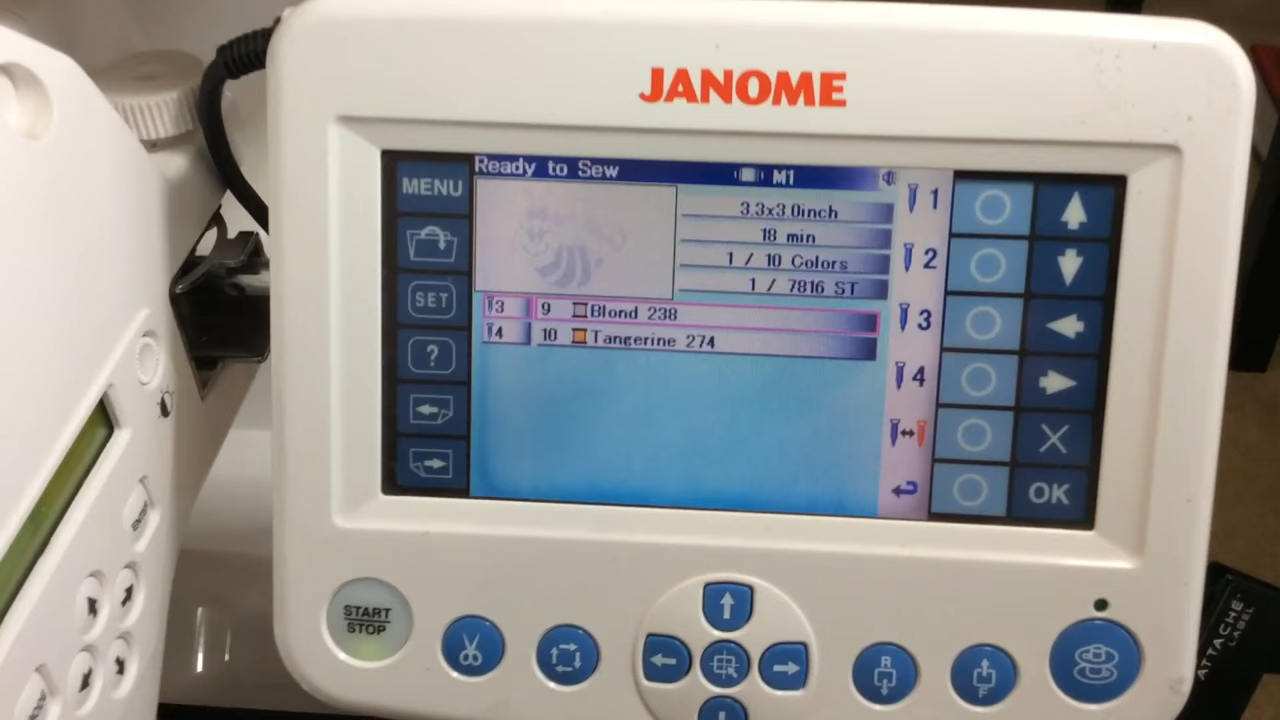 JANOME
Ready to Sew M1
MENU
3.3x3.0inch
18 min
1 / 10 Colors
1 / 7816 ST
SET
?
3 9 Blond 238
4 10 Tangerine 274
1
2
3
4
OK
START
STOP
R
F
ATTACHÉ
LABEL